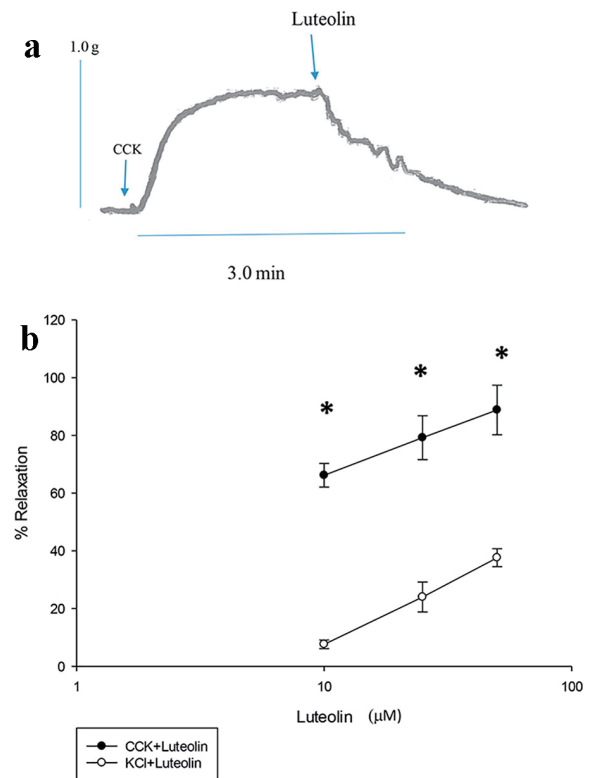 a
1.0 g
Luteolin
CCK
3.0 min
b
120
100
80
60
40
20
0
% Relaxation
* * *
1 10 100
Luteolin (μM)
CCK+Luteolin
KCl+Luteolin